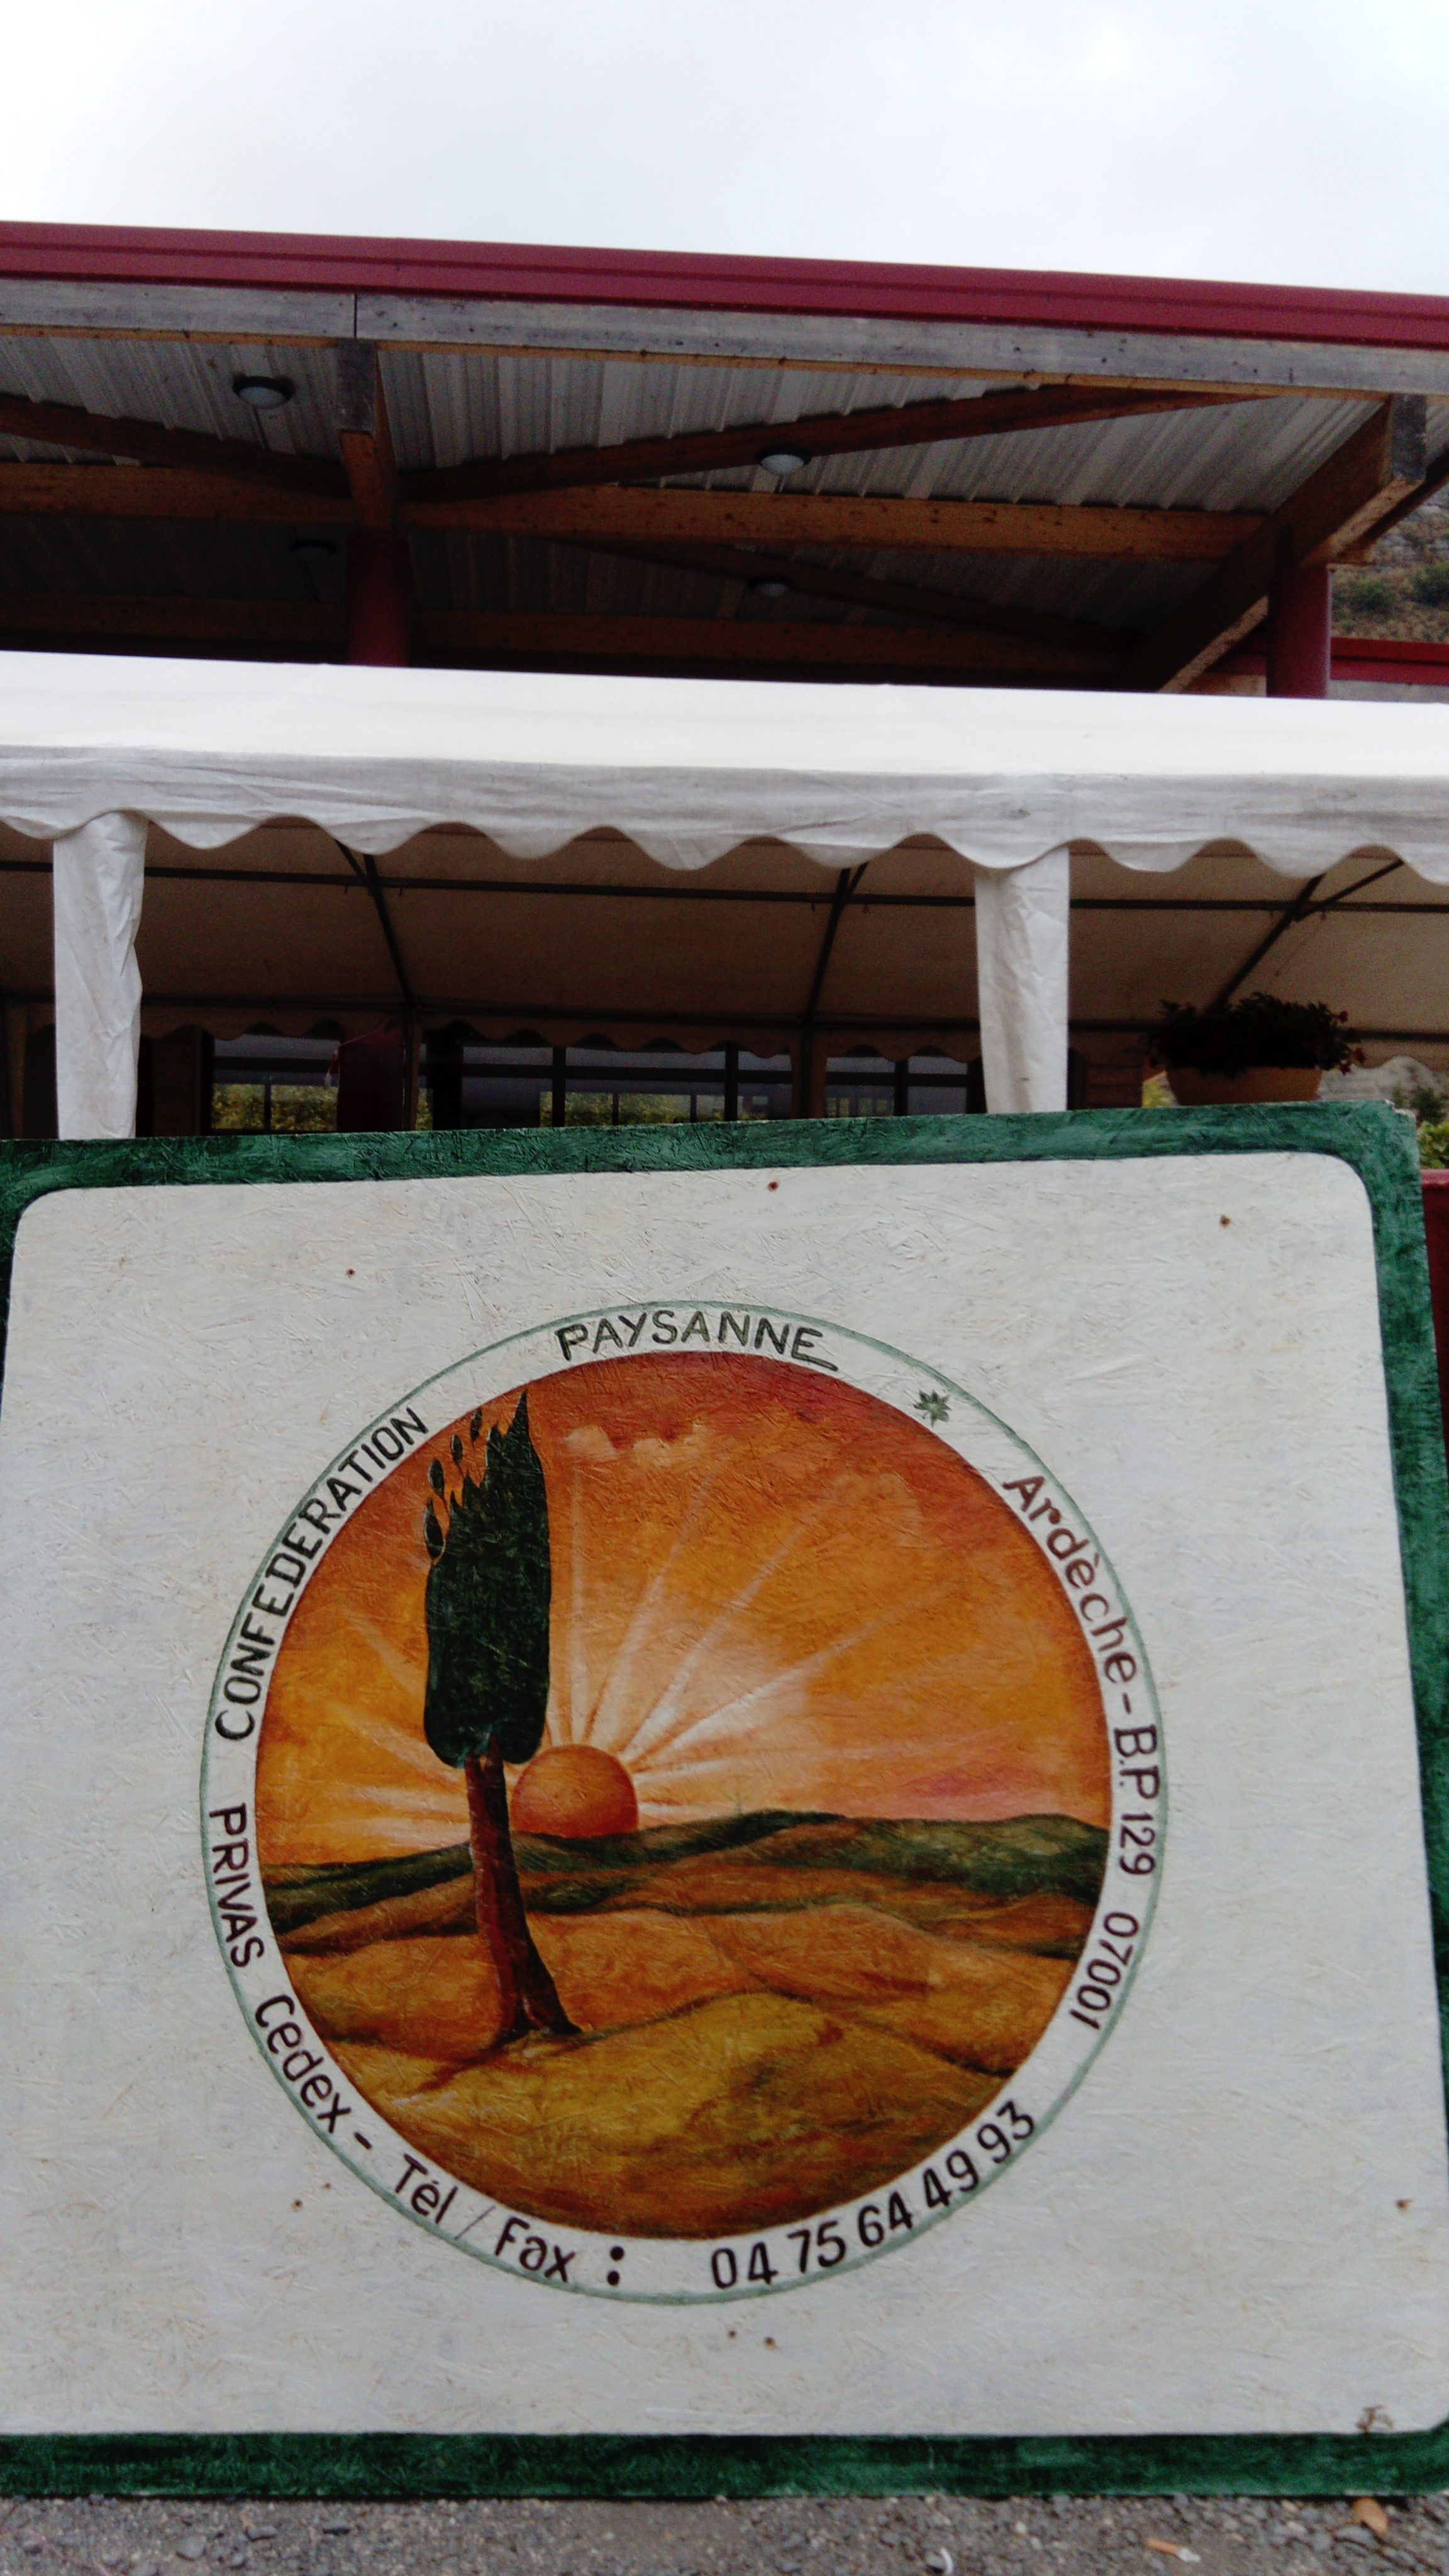 CONFEDERATION PAYSANNE
Ardèche - B.P. 129 07001
PRIVAS Cedex - Tél / Fax : 04 75 64 49 93